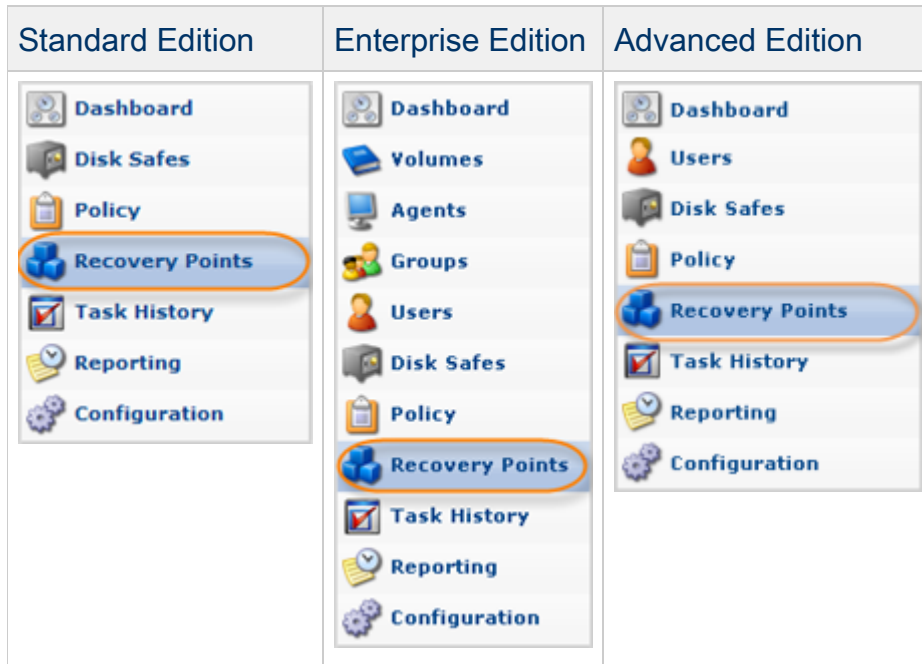 Standard Edition
Enterprise Edition
Advanced Edition
Dashboard
Disk Safes
Policy
Recovery Points
Task History
Reporting
Configuration
Dashboard
Volumes
Agents
Groups
Users
Disk Safes
Policy
Recovery Points
Task History
Reporting
Configuration
Dashboard
Users
Disk Safes
Policy
Recovery Points
Task History
Reporting
Configuration